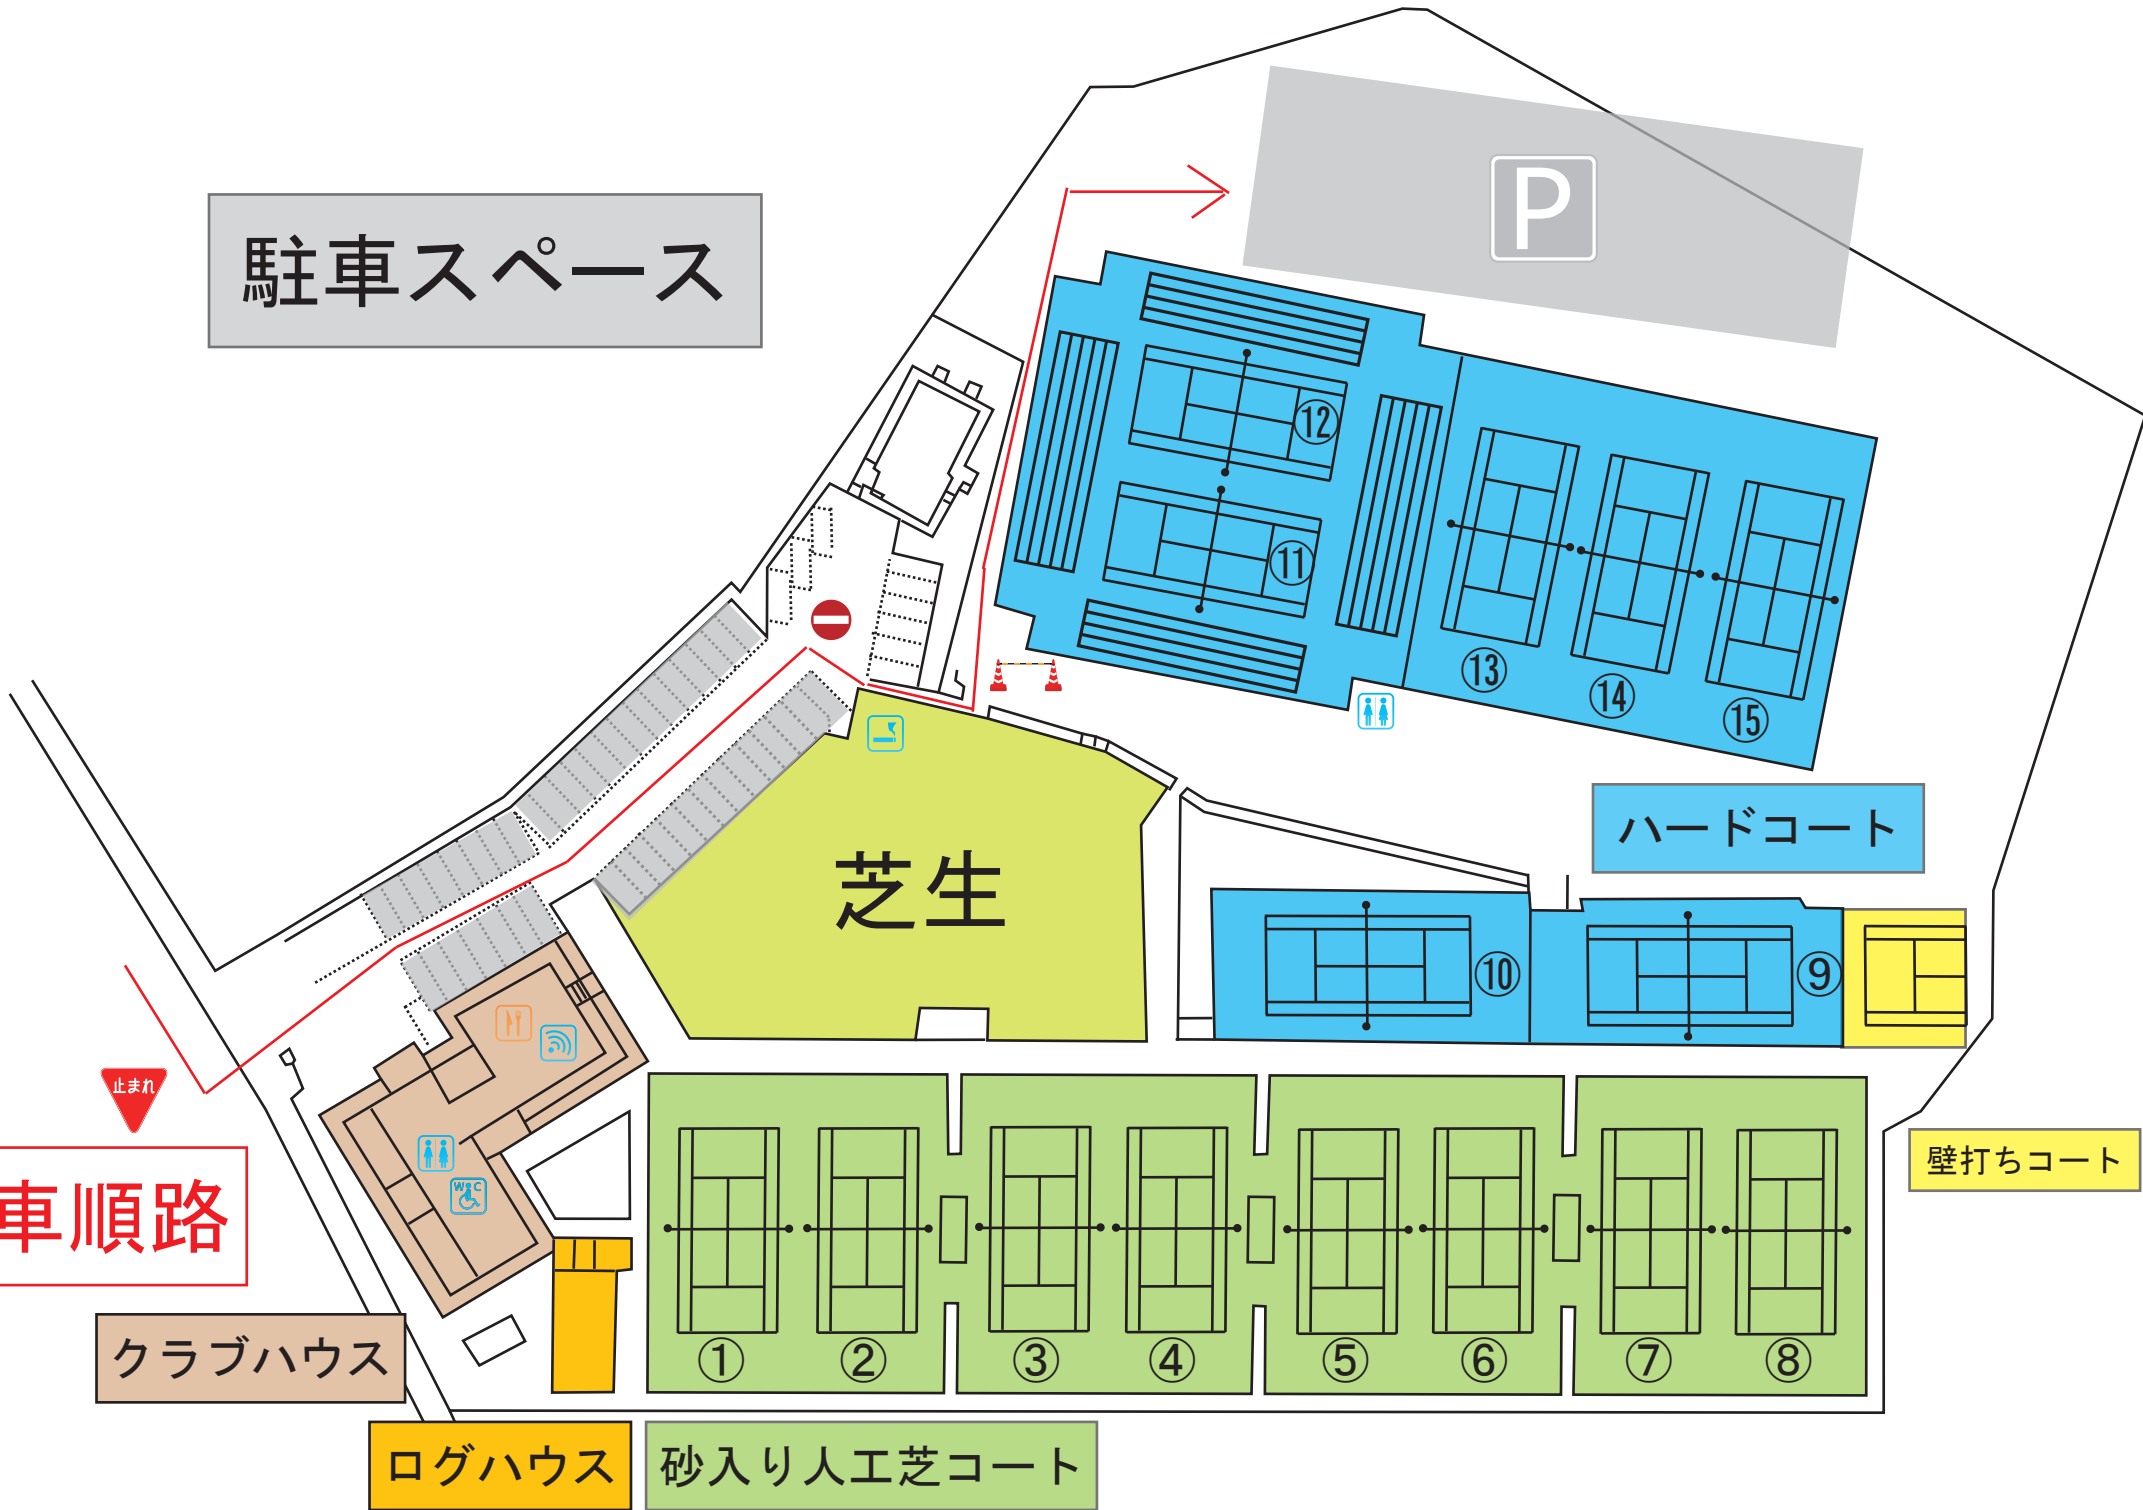 P
駐車スペース
⑫
⑪
⑬
⑭
⑮
ハードコート
芝生
⑩
⑨
止まれ
車順路
WC
壁打ちコート
①
②
③
④
⑤
⑥
⑦
⑧
クラブハウス
ログハウス
砂入り人工芝コート